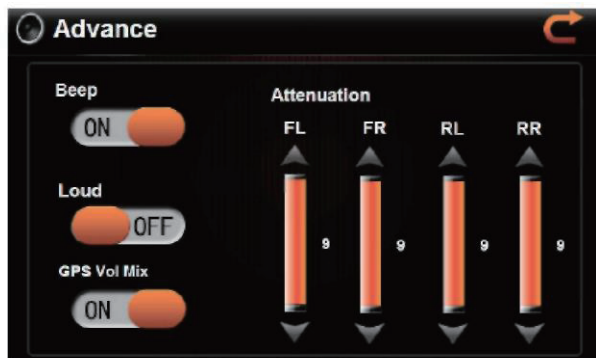 Advance
Beep
ON
Loud
OFF
GPS Vol Mix
ON
Attenuation
FL FR RL RR
9 9 9 9